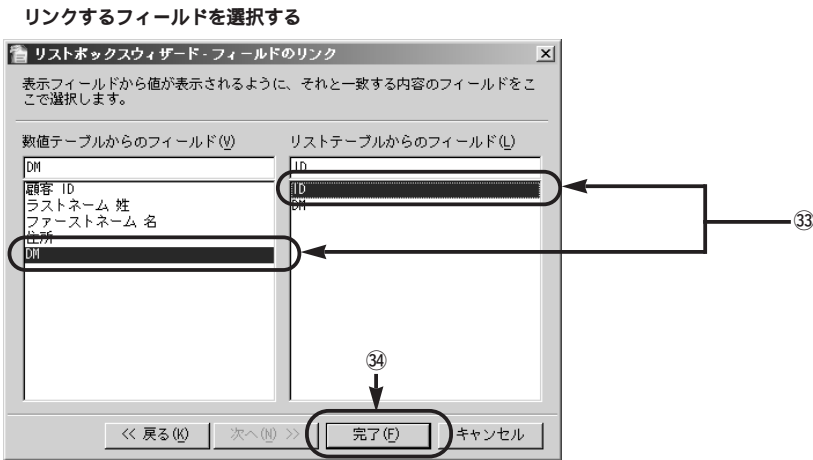 リンクするフィールドを選択する
リストボックスウィザード - フィールドのリンク
表示フィールドから値が表示されるように、それと一致する内容のフィールドをこ
こで選択します。
数値テーブルからのフィールド(V)
DM
顧客 ID
ラストネーム 姓
ファーストネーム 名
住所
DM
リストテーブルからのフィールド(L)
ID
ID
DM
㉝
㉞
<< 戻る(K)
次へ(N) >>
完了(F)
キャンセル